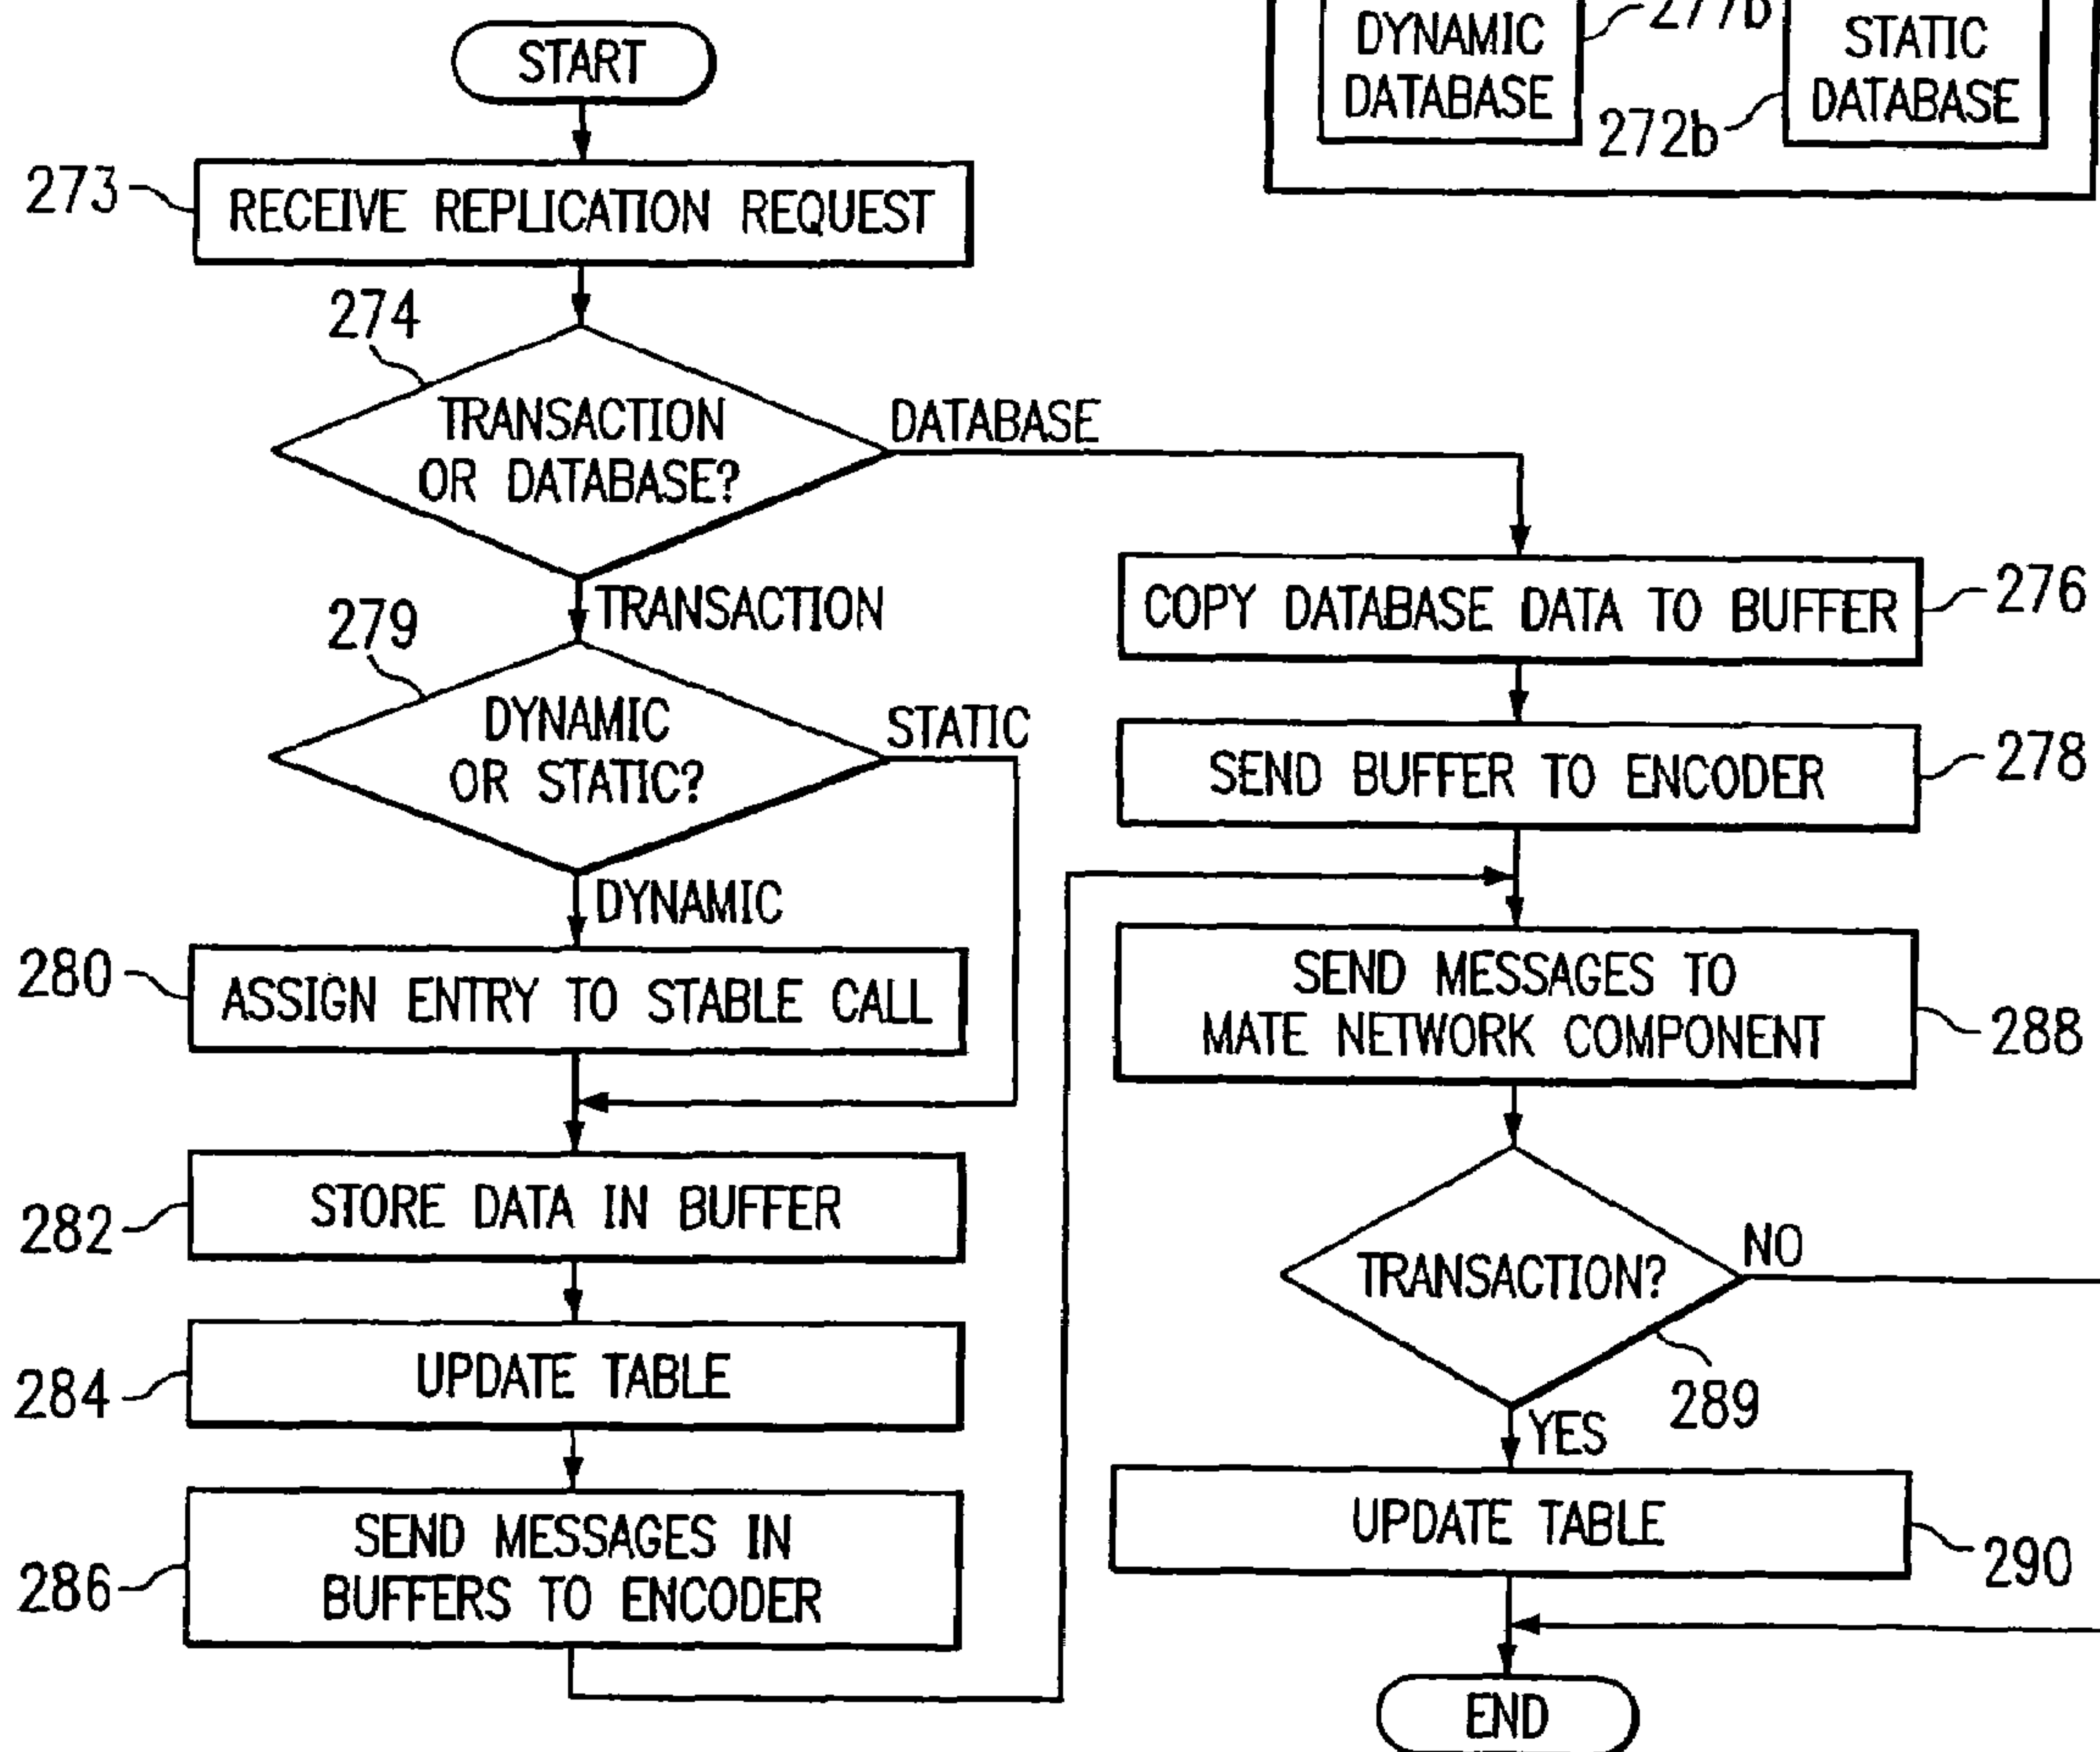 START
273
RECEIVE REPLICATION REQUEST
274
TRANSACTION
OR DATABASE?
DATABASE
TRANSACTION
279
DYNAMIC
OR STATIC?
STATIC
DYNAMIC
280
ASSIGN ENTRY TO STABLE CALL
282
STORE DATA IN BUFFER
284
UPDATE TABLE
286
SEND MESSAGES IN
BUFFERS TO ENCODER
DYNAMIC
DATABASE
277b
STATIC
DATABASE
272b
COPY DATABASE DATA TO BUFFER
276
SEND BUFFER TO ENCODER
278
SEND MESSAGES TO
MATE NETWORK COMPONENT
288
TRANSACTION?
NO
289
YES
UPDATE TABLE
290
END